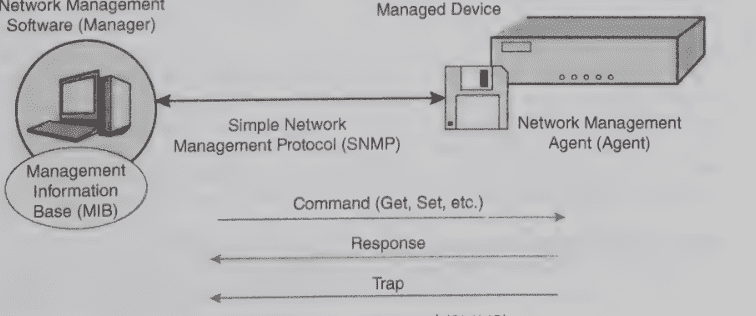 Network Management
Software (Manager)
Managed Device
Simple Network
Management Protocol (SNMP)
Network Management
Agent (Agent)
Management
Information
Base (MIB)
Command (Get, Set, etc.)
Response
Trap